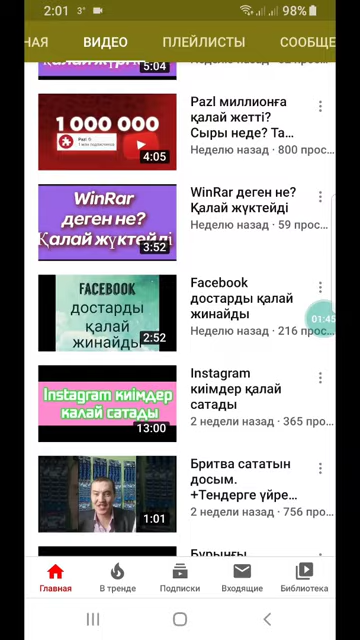 2:01 3° 98%
НАЯ ВИДЕО ПЛЕЙЛИСТЫ СООБЩЕ
5:04
1 000 000
4:05
Pazl миллионға
қалай жетті?
Сыры неде? Та...
Неделю назад · 800 прос...
WinRar
деген не?
Қалай жүктейді
3:52
WinRar деген не?
Қалай жүктейді
Неделю назад · 59 прос...
FACEBOOK
достарды
қалай
жинайды
2:52
Facebook
достарды қалай
жинайды
Неделю назад · 216 прос...
01:45
Instagram киімдер
қалай сатады
13:00
Instagram
киімдер қалай
сатады
2 недели назад · 365 про...
1:01
Бритва сататын
досым.
+Тендерге үйре...
2 недели назад · 756 про...
Бұрынғы
Главная В тренде Подписки Входящие Библиотека